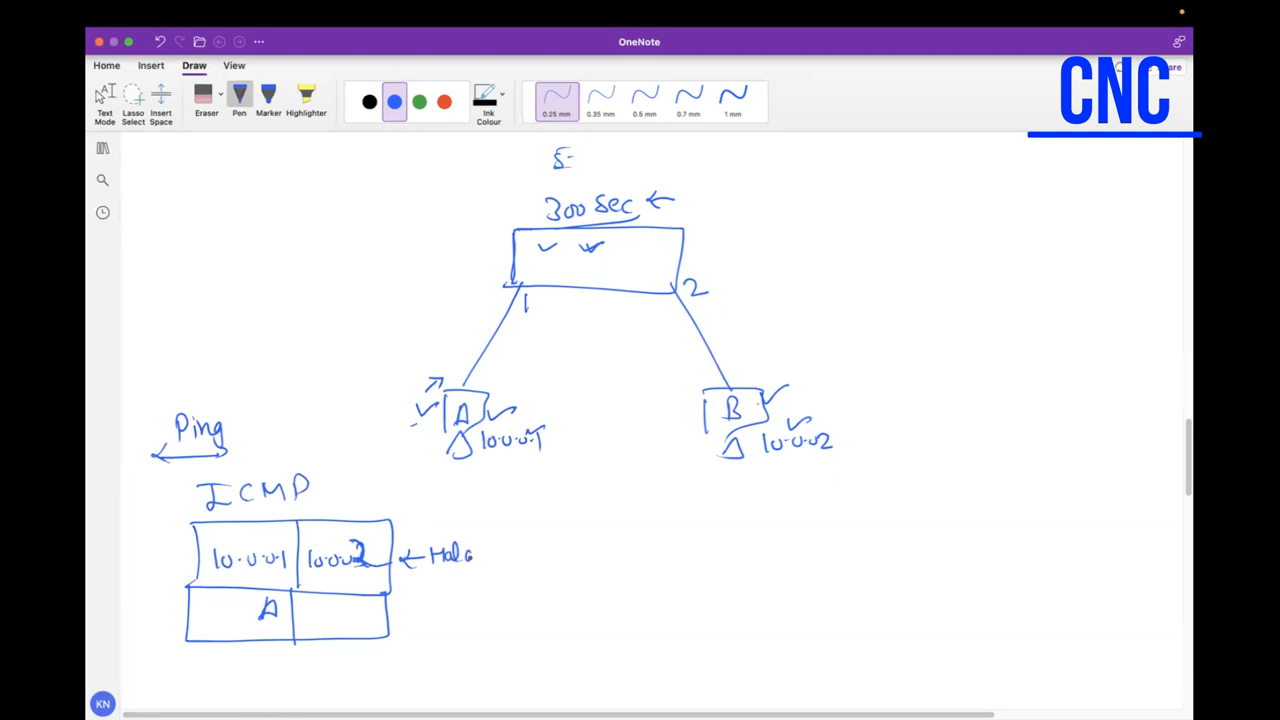 OneNote
Home Insert Draw View
CNC
Text Mode
Lasso Select
Insert Space
Eraser
Pen
Marker
Highlighter
Ink Colour
0.25 mm
0.35 mm
0.5 mm
0.7 mm
1 mm
300 Sec
1
2
A
10.0.0.1
B
10.0.0.2
Ping
ICMP
10.0.0.1
10.0.0.2
A
KN